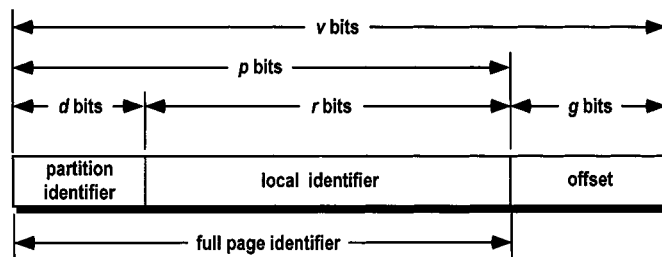 v bits
p bits
d bits
r bits
g bits
partition identifier
local identifier
offset
full page identifier